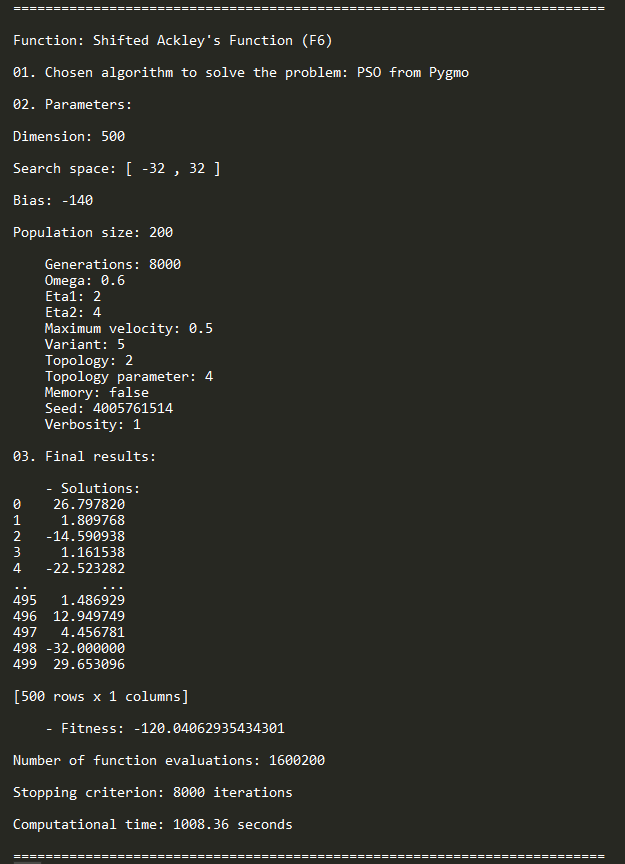 ==========================================================================
Function: Shifted Ackley's Function (F6)
01. Chosen algorithm to solve the problem: PSO from Pygmo
02. Parameters:
Dimension: 500
Search space: [ -32 , 32 ]
Bias: -140
Population size: 200
Generations: 8000
Omega: 0.6
Eta1: 2
Eta2: 4
Maximum velocity: 0.5
Variant: 5
Topology: 2
Topology parameter: 4
Memory: false
Seed: 4005761514
Verbosity: 1
03. Final results:
- Solutions:
0    26.797820
1     1.809768
2   -14.590938
3     1.161538
4   -22.523282
..         ...
495   1.486929
496  12.949749
497   4.456781
498 -32.000000
499  29.653096
[500 rows x 1 columns]
- Fitness: -120.04062935434301
Number of function evaluations: 1600200
Stopping criterion: 8000 iterations
Computational time: 1008.36 seconds
==========================================================================